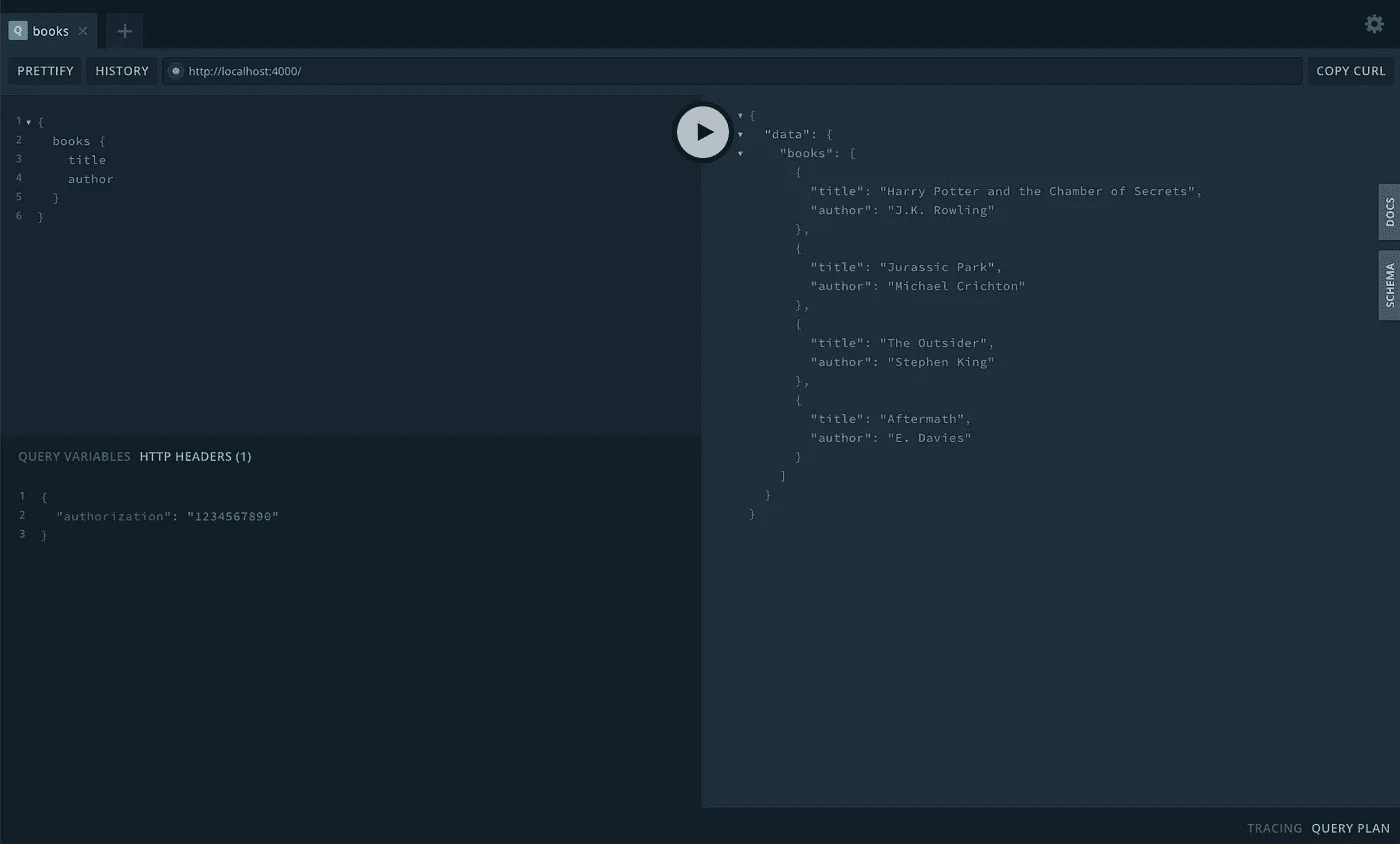 Q books ✕ +
PRETTIFY HISTORY http://localhost:4000/ COPY CURL
1 {
2 books {
3 title
4 author
5 }
6 }
QUERY VARIABLES HTTP HEADERS (1)
1 {
2 "authorization": "1234567890"
3 }
{
"data": {
"books": [
{
"title": "Harry Potter and the Chamber of Secrets",
"author": "J.K. Rowling"
},
{
"title": "Jurassic Park",
"author": "Michael Crichton"
},
{
"title": "The Outsider",
"author": "Stephen King"
},
{
"title": "Aftermath",
"author": "E. Davies"
}
]
}
}
DOCS
SCHEMA
TRACING QUERY PLAN